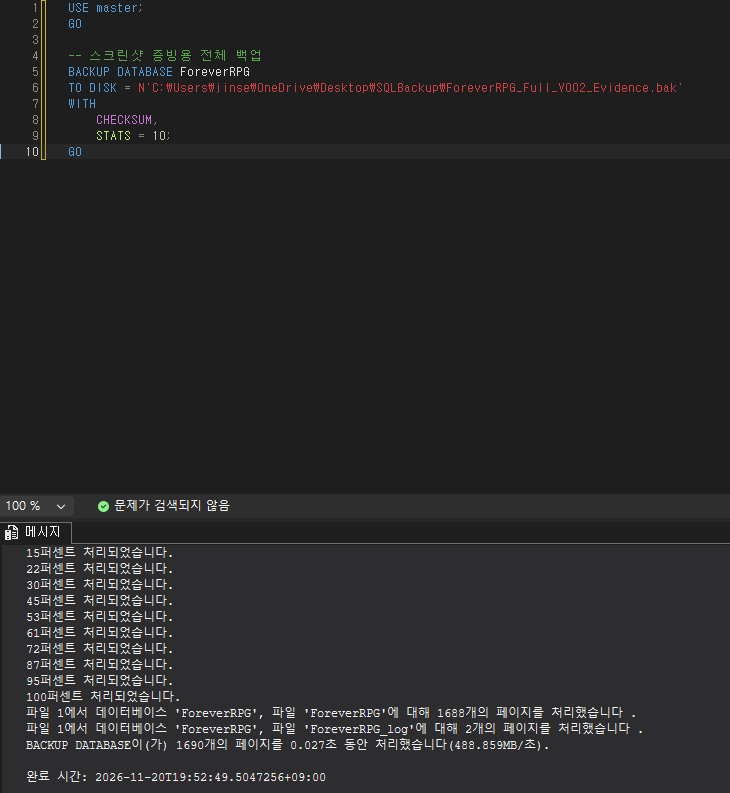 1 USE master;
2 GO
3
4 -- 스크린샷 증빙용 전체 백업
5 BACKUP DATABASE ForeverRPG
6 TO DISK = N'C:₩Users₩jinse₩OneDrive₩Desktop₩SQLBackup₩ForeverRPG_Full_V002_Evidence.bak'
7 WITH
8 CHECKSUM,
9 STATS = 10;
10 GO
100 % 문제가 검색되지 않음
메시지
15퍼센트 처리되었습니다.
22퍼센트 처리되었습니다.
30퍼센트 처리되었습니다.
45퍼센트 처리되었습니다.
53퍼센트 처리되었습니다.
61퍼센트 처리되었습니다.
72퍼센트 처리되었습니다.
87퍼센트 처리되었습니다.
95퍼센트 처리되었습니다.
100퍼센트 처리되었습니다.
파일 1에서 데이터베이스 'ForeverRPG', 파일 'ForeverRPG'에 대해 1688개의 페이지를 처리했습니다 .
파일 1에서 데이터베이스 'ForeverRPG', 파일 'ForeverRPG_log'에 대해 2개의 페이지를 처리했습니다 .
BACKUP DATABASE이(가) 1690개의 페이지를 0.027초 동안 처리했습니다(488.859MB/초).
완료 시간: 2026-11-20T19:52:49.5047256+09:00